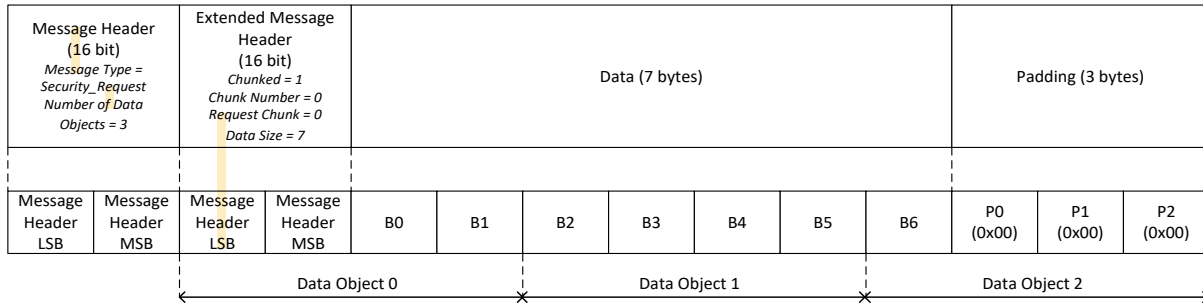 Message Header
(16 bit)
Message Type =
Security_Request
Number of Data
Objects = 3
Extended Message
Header
(16 bit)
Chunked = 1
Chunk Number = 0
Request Chunk = 0
Data Size = 7
Data (7 bytes)
Padding (3 bytes)
Message
Header
LSB
Message
Header
MSB
Message
Header
LSB
Message
Header
MSB
B0
B1
B2
B3
B4
B5
B6
P0
(0x00)
P1
(0x00)
P2
(0x00)
Data Object 0
Data Object 1
Data Object 2